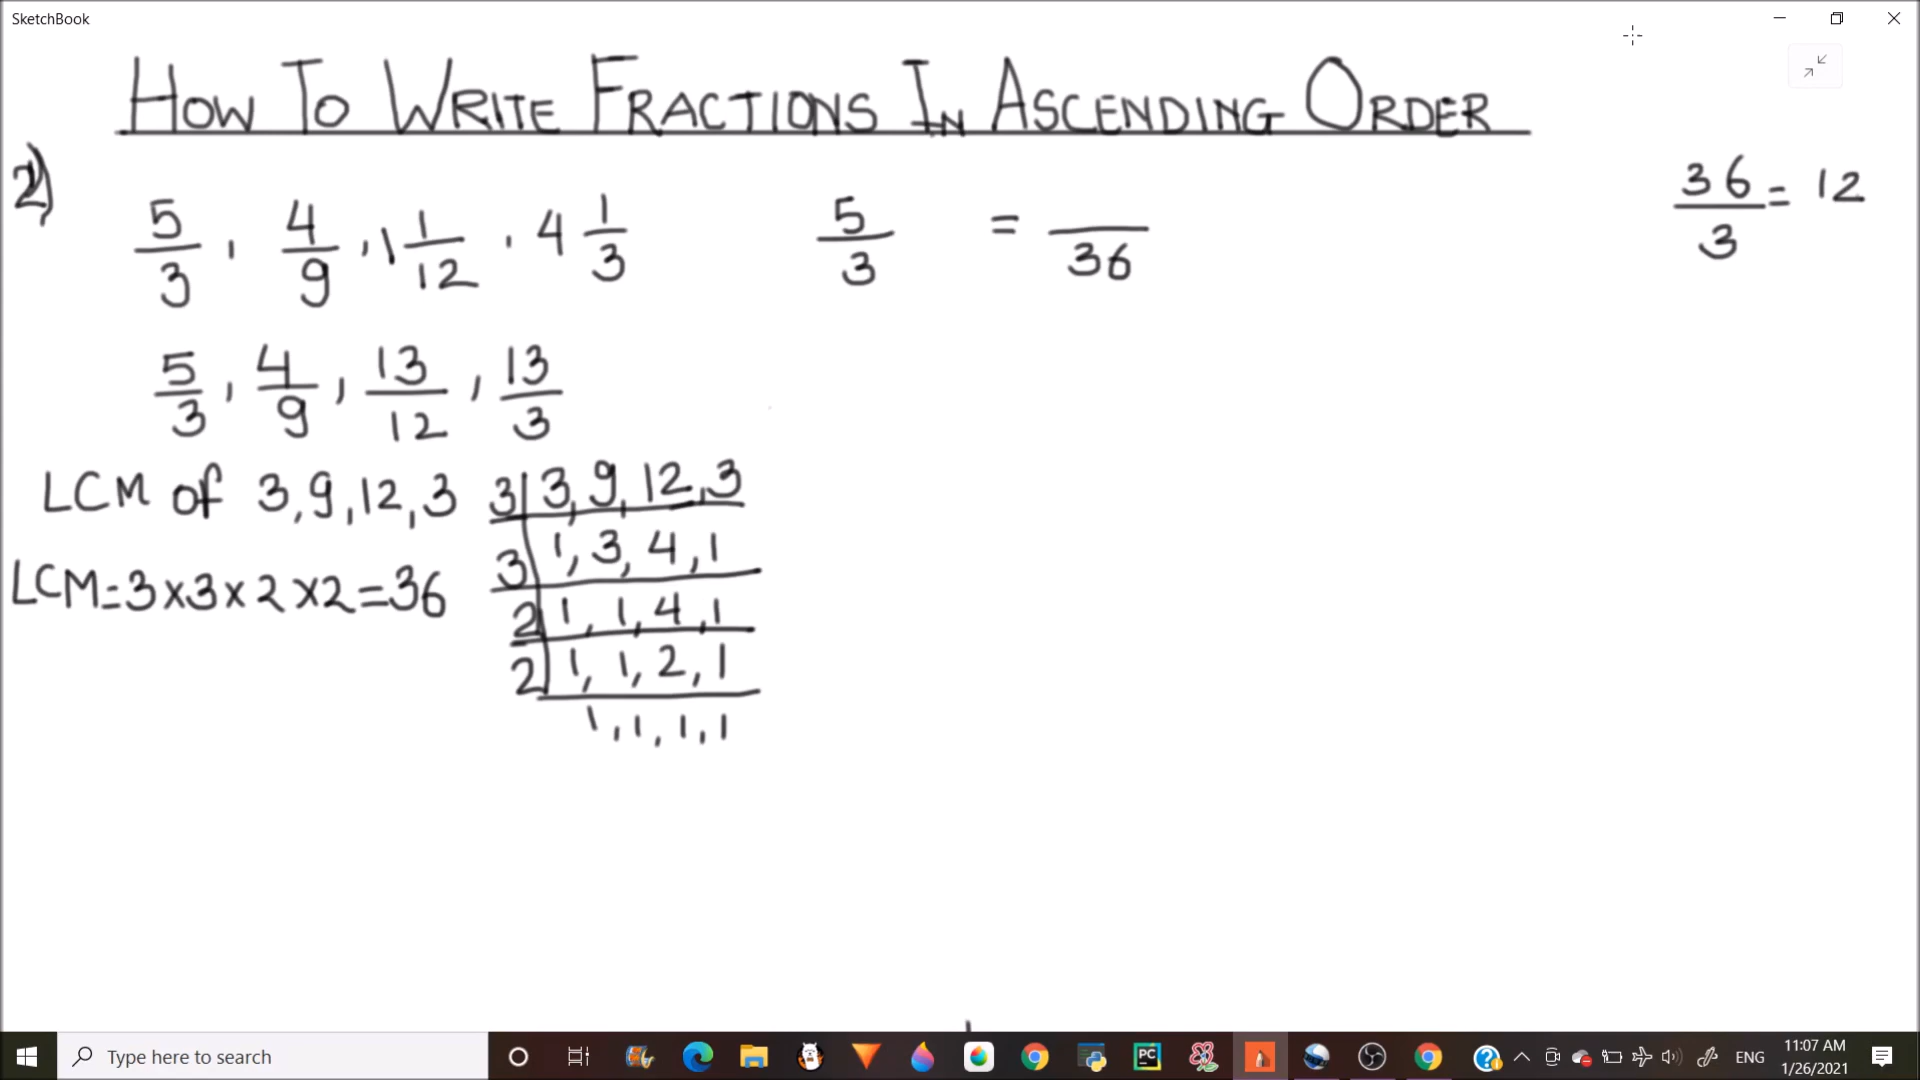 SketchBook
HOW TO WRITE FRACTIONS IN ASCENDING ORDER
2)
5/3, 4/9, 1 1/12, 4 1/3
5/3 = /36
36/3 = 12
5/3, 4/9, 13/12, 13/3
LCM of 3,9,12,3
LCM=3x3x2x2=36
3|3,9,12,3
3|1,3,4,1
2|1,1,4,1
2|1,1,2,1
1,1,1,1
Type here to search
PC
ENG
11:07 AM
1/26/2021